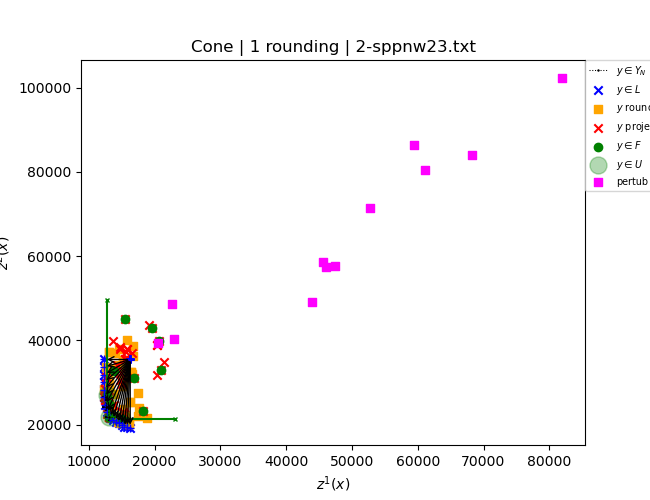 Cone | 1 rounding | 2-sppnw23.txt
100000
80000
60000
40000
20000
10000 20000 30000 40000 50000 60000 70000 80000
z¹(x)
y ∈ Y_N
y ∈ L
y roun
y proje
y ∈ F
y ∈ U
pertub